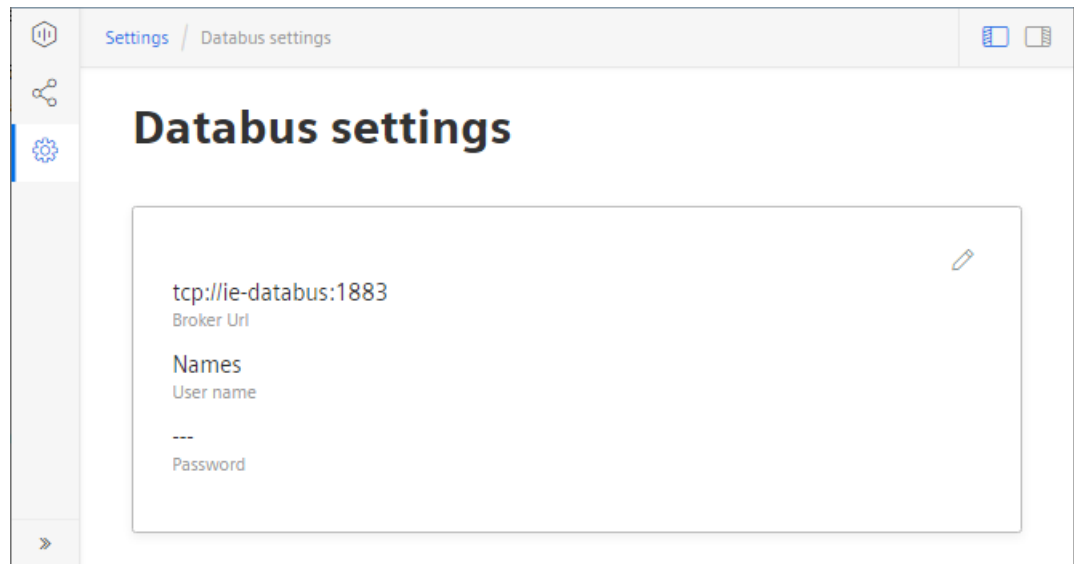 Settings / Databus settings
Databus settings
tcp://ie-databus:1883
Broker Url
Names
User name
---
Password